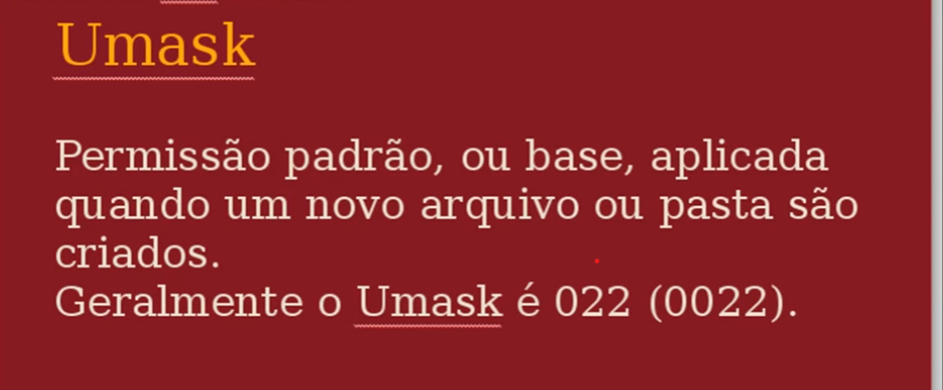 Umask
Permissão padrão, ou base, aplicada
quando um novo arquivo ou pasta são
criados.
Geralmente o Umask é 022 (0022).